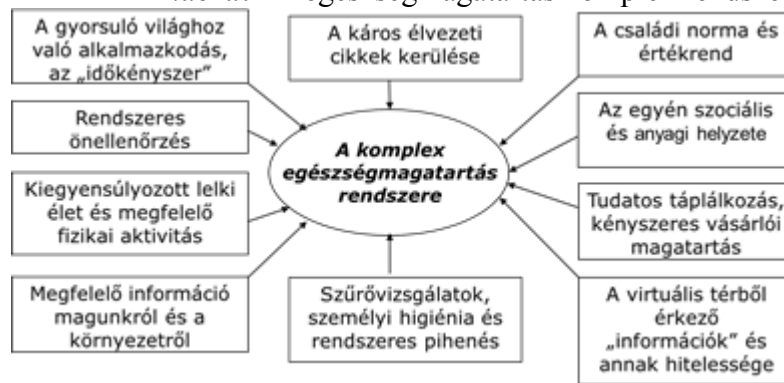 A gyorsuló világhoz
való alkalmazkodás,
az „időkényszer”
A káros élvezeti
cikkek kerülése
A családi norma és
értékrend
Rendszeres
önellenőrzés
Az egyén szociális
és anyagi helyzete
A komplex
egészségmagatartás
rendszere
Kiegyensúlyozott lelki
élet és megfelelő
fizikai aktivitás
Tudatos táplálkozás,
kényszeres vásárlói
magatartás
Megfelelő információ
magunkról és a
környezetről
Szűrővizsgálatok,
személyi higiénia és
rendszeres pihenés
A virtuális térből
érkező
„információk” és
annak hitelessége